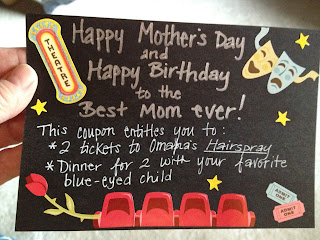 THEATRE
Happy Mother's Day
and
Happy Birthday
to the
Best Mom ever!
This coupon entitles you to:
* 2 tickets to Omaha's Hairspray
* Dinner for 2 with your favorite
blue-eyed child
ADMIT
ONE
ADMIT
ONE